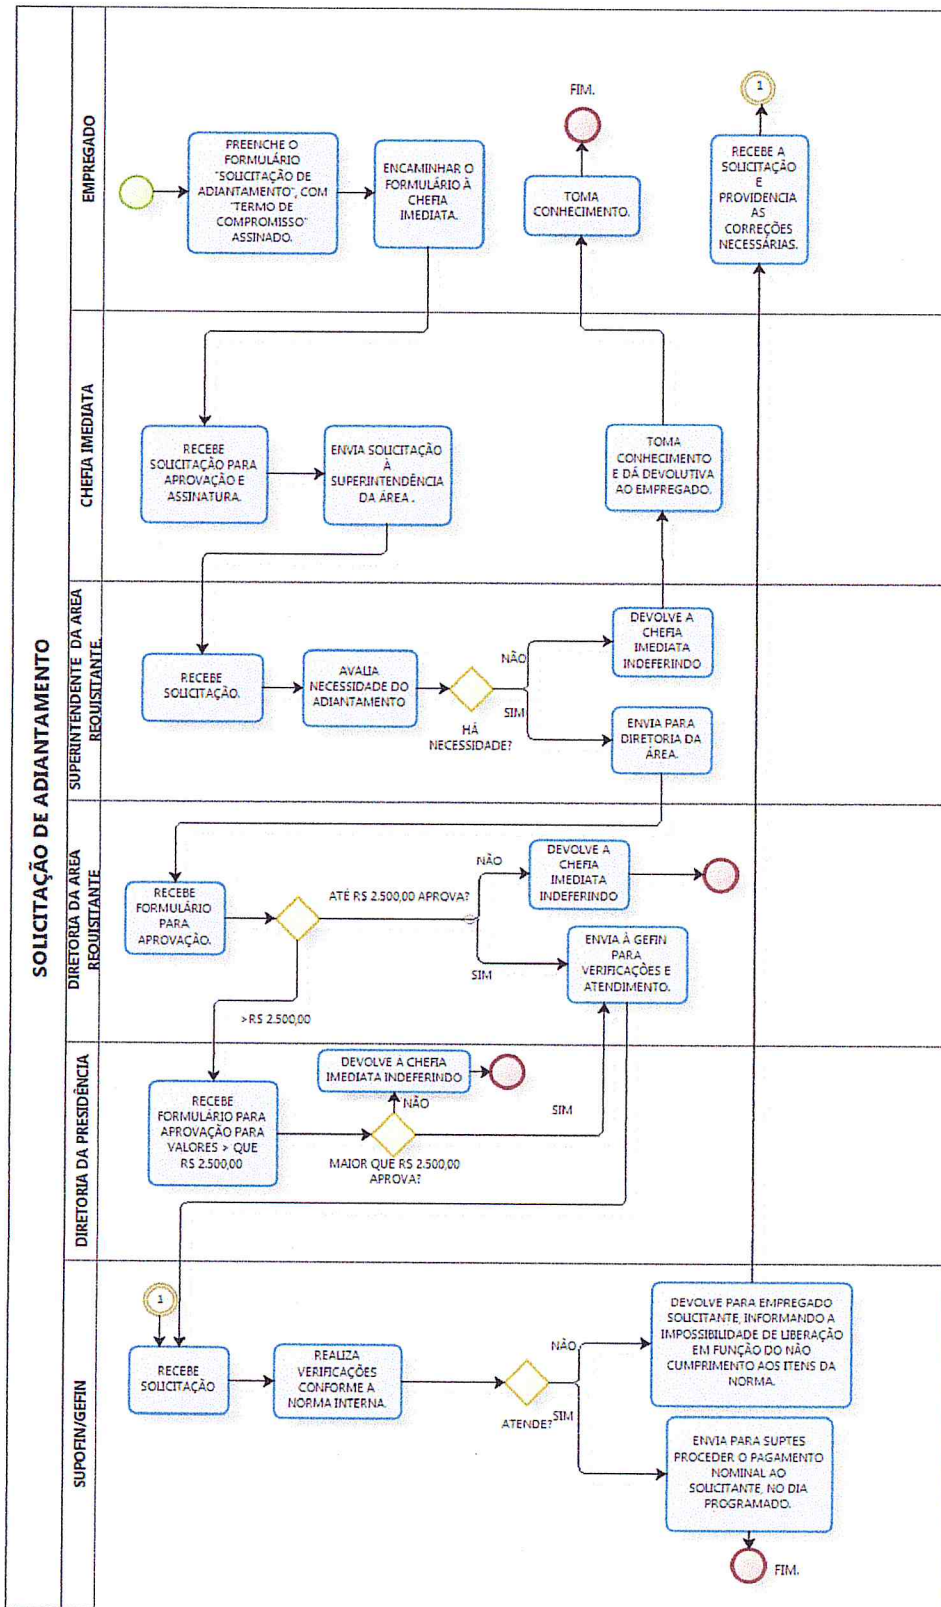 SOLICITAÇÃO DE ADIANTAMENTO
EMPREGADO
PREENCHE O
FORMULÁRIO
"SOLICITAÇÃO DE
ADIANTAMENTO", COM
"TERMO DE
COMPROMISSO"
ASSINADO.
ENCAMINHAR O
FORMULÁRIO À
CHEFIA
IMEDIATA.
FIM.
TOMA
CONHECIMENTO.
1
RECEBE A
SOLICITAÇÃO
E
PROVIDENCIA
AS
CORREÇÕES
NECESSÁRIAS.
CHEFIA IMEDIATA
RECEBE
SOLICITAÇÃO PARA
APROVAÇÃO E
ASSINATURA.
ENVIA SOLICITAÇÃO
À
SUPERINTENDÊNCIA
DA ÁREA .
TOMA
CONHECIMENTO
E DÁ DEVOLUTIVA
AO EMPREGADO.
SUPERINTENDENTE DA AREA
REQUISITANTE.
RECEBE
SOLICITAÇÃO.
AVALIA
NECESSIDADE DO
ADIANTAMENTO
HÁ
NECESSIDADE?
NÃO
SIM
DEVOLVE A
CHEFIA
IMEDIATA
INDEFERINDO
ENVIA PARA
DIRETORIA DA
ÁREA.
DIRETORIA DA AREA
REQUISITANTE
RECEBE
FORMULÁRIO
PARA
APROVAÇÃO.
ATÉ RS 2.500,00 APROVA?
>RS 2.500,00
NÃO
SIM
DEVOLVE A
CHEFIA
IMEDIATA
INDEFERINDO
ENVIA À GEFIN
PARA
VERIFICAÇÕES E
ATENDIMENTO.
DIRETORIA DA PRESIDÊNCIA
RECEBE
FORMULÁRIO PARA
APROVAÇÃO PARA
VALORES > QUE
RS 2.500,00
DEVOLVE A CHEFIA
IMEDIATA INDEFERINDO
NÃO
SIM
MAIOR QUE RS 2.500,00
APROVA?
SUPOFIN/GEFIN
1
RECEBE
SOLICITAÇÃO
REALIZA
VERIFICAÇÕES
CONFORME A
NORMA INTERNA.
ATENDE?
NÃO
SIM
DEVOLVE PARA EMPREGADO
SOLICITANTE, INFORMANDO A
IMPOSSIBILIDADE DE LIBERAÇÃO
EM FUNÇÃO DO NÃO
CUMPRIMENTO AOS ITENS DA
NORMA.
ENVIA PARA SUPTES
PROCEDER O PAGAMENTO
NOMINAL AO
SOLICITANTE, NO DIA
PROGRAMADO.
FIM.